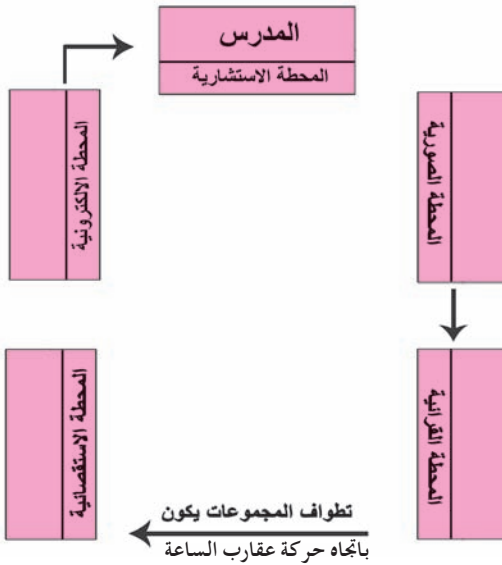 المدرس
المحطة الاستشارية
المحطة الصورية
المحطة القرائية
تطواف المجموعات يكون
باتجاه حركة عقارب الساعة
المحطة الاستقصائية
المحطة الالكترونية